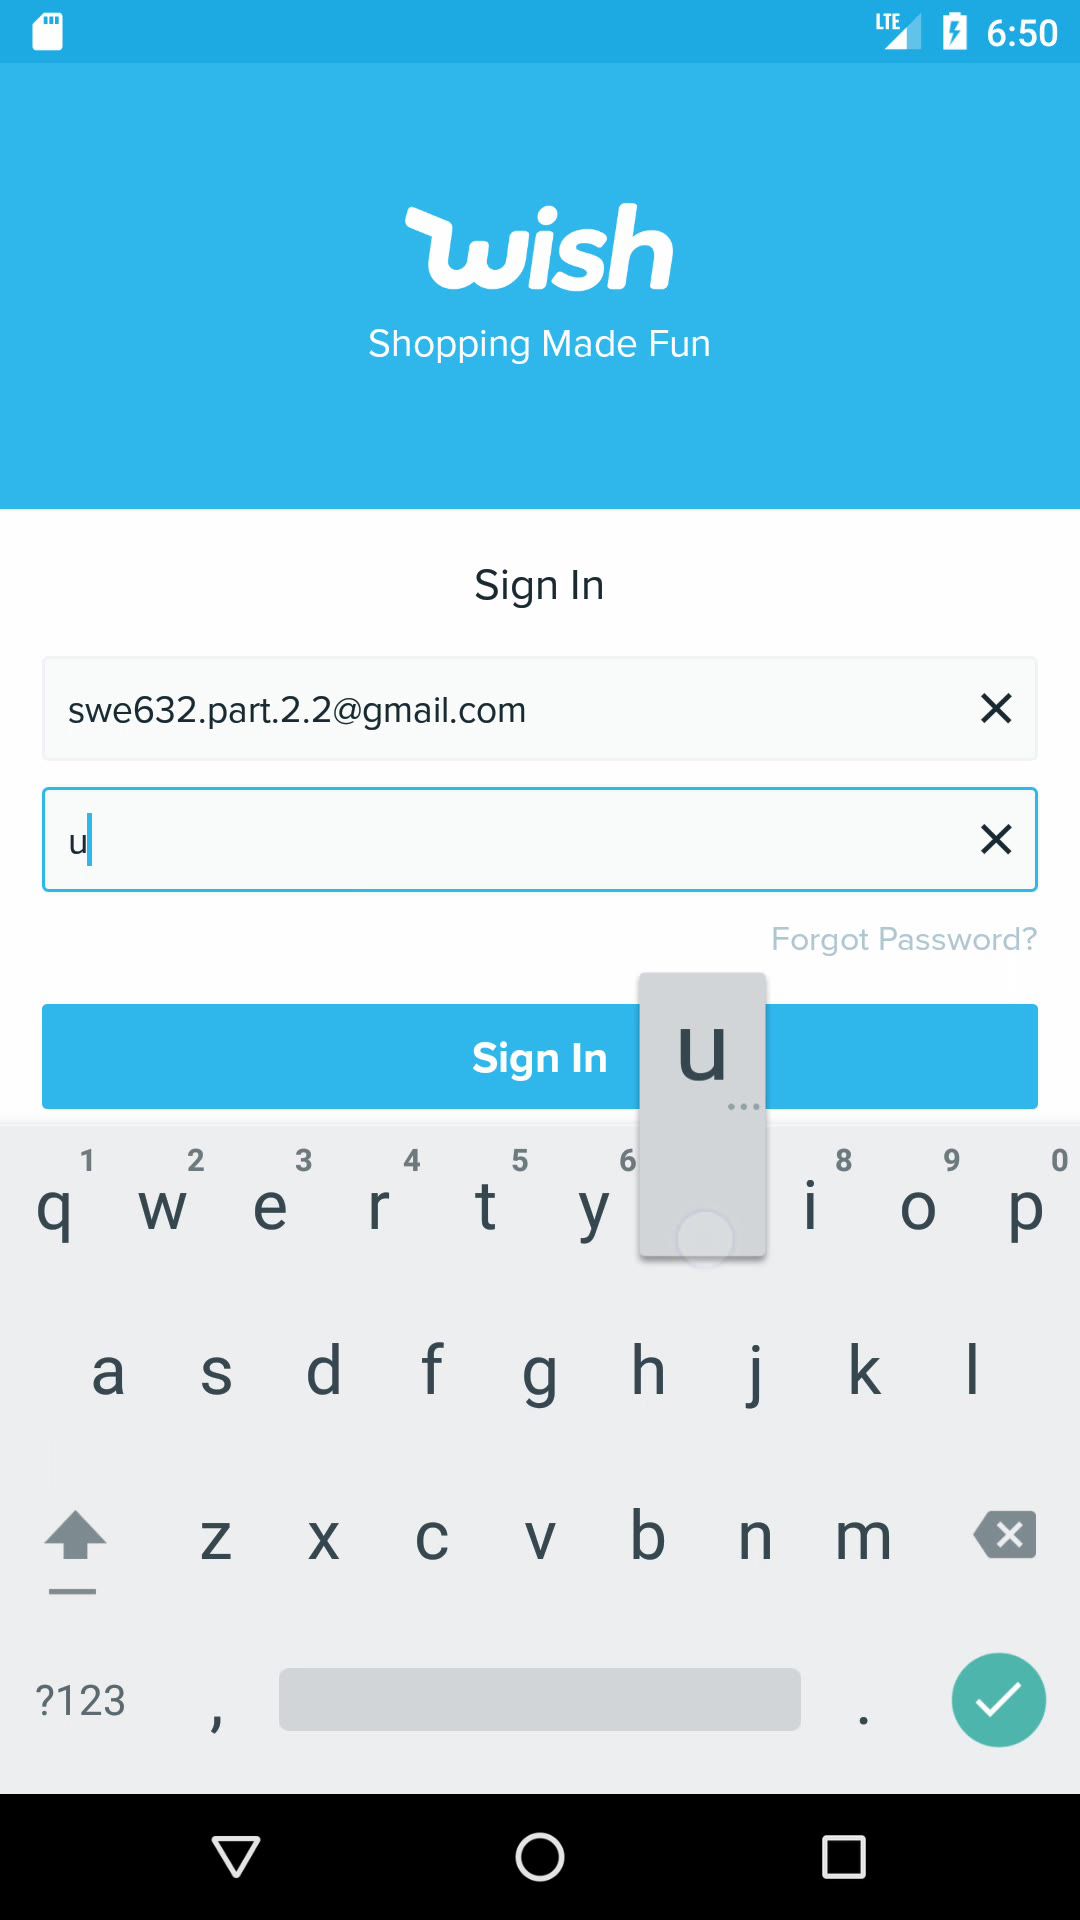 LTE 6:50
wish
Shopping Made Fun
Sign In
swe632.part.2.2@gmail.com
u
Forgot Password?
Sign In
u
...
1 2 3 4 5 6 8 9 0
q w e r t y i o p
a s d f g h j k l
z x c v b n m
?123 , .